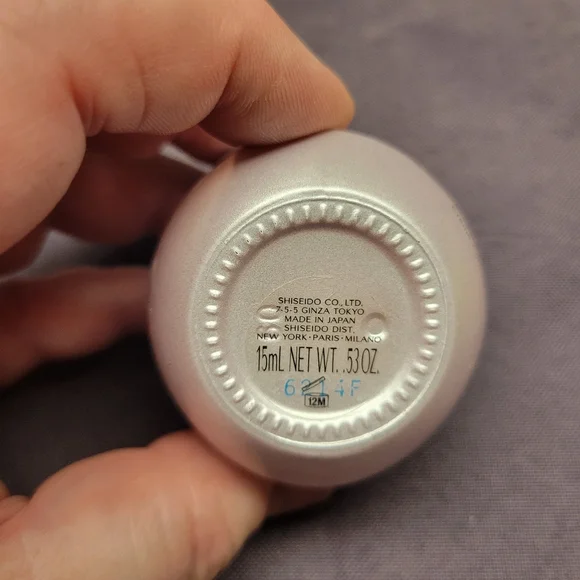 SHISEIDO CO., LTD.
7-5-5 GINZA TOKYO
MADE IN JAPAN
SHISEIDO DIST.
NEW YORK · PARIS · MILANO
15mL NET WT. .53 OZ.
6214F
12M